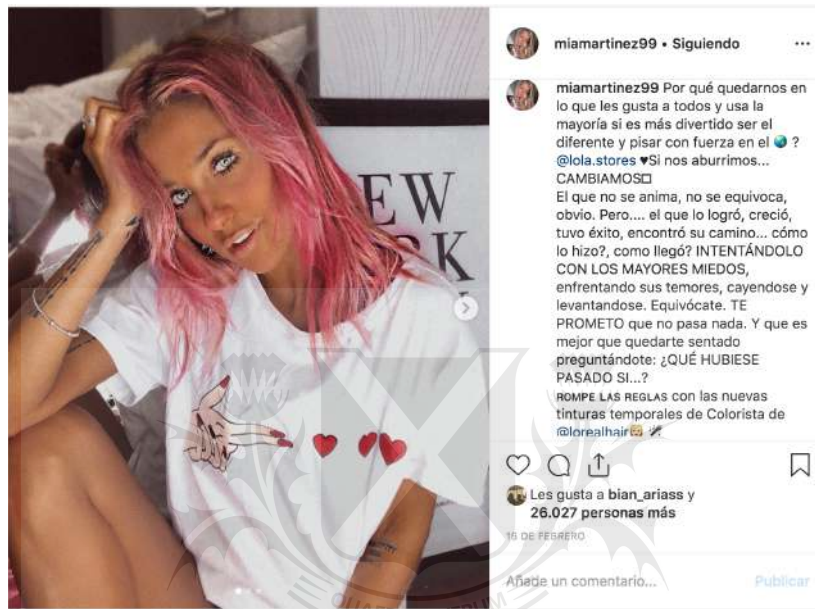 EW
RK
miamartinez99 • Siguiendo
miamartinez99 Por qué quedarnos en
lo que les gusta a todos y usa la
mayoría si es más divertido ser el
diferente y pisar con fuerza en el 🌏 ?
@lola.stores ♥Si nos aburrimos...
CAMBIAMOS□
El que no se anima, no se equivoca,
obvio. Pero.... el que lo logró, creció,
tuvo éxito, encontró su camino... cómo
lo hizo?, como llegó? INTENTÁNDOLO
CON LOS MAYORES MIEDOS,
enfrentando sus temores, cayendose y
levantandose. Equivócate. TE
PROMETO que no pasa nada. Y que es
mejor que quedarte sentado
preguntándote: ¿QUÉ HUBIESE
PASADO SI...?
ROMPE LAS REGLAS con las nuevas
tinturas temporales de Colorista de
@lorealhair
Les gusta a bian_ariass y
26.027 personas más
16 DE FEBRERO
Añade un comentario... Publicar